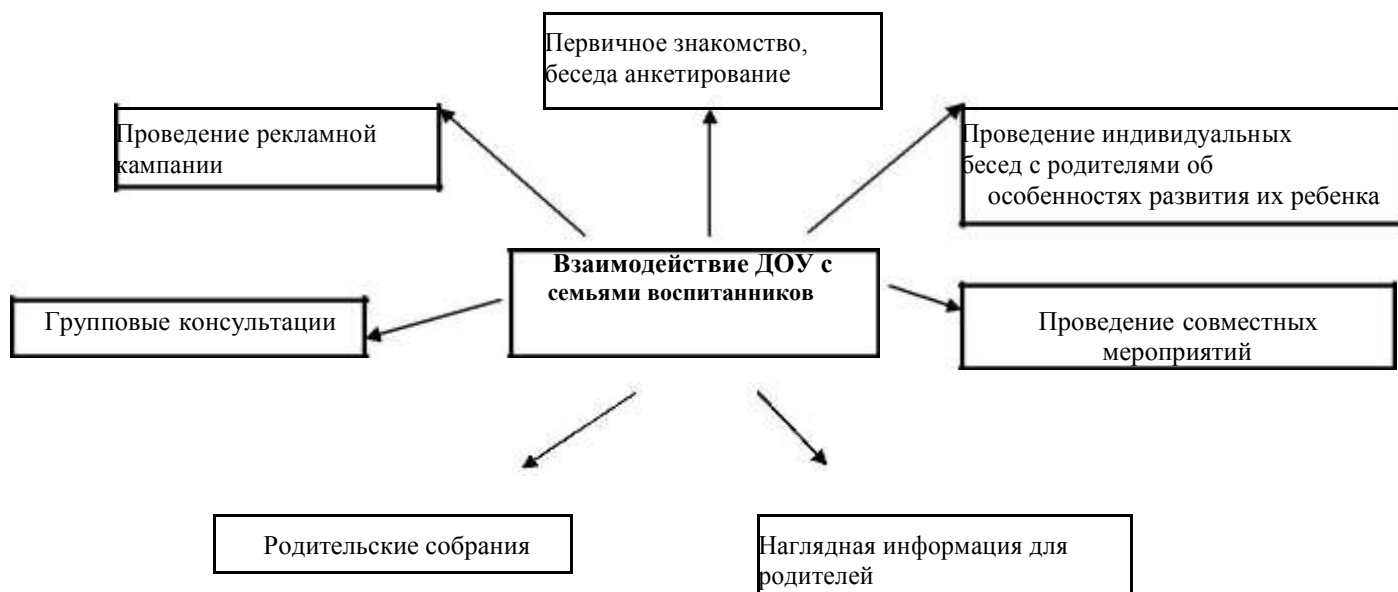 Первичное знакомство,
беседа анкетирование
Проведение рекламной
кампании
Проведение индивидуальных
бесед с родителями об
особенностях развития их ребенка
Взаимодействие ДОУ с
семьями воспитанников
Групповые консультации
Проведение совместных
мероприятий
Родительские собрания
Наглядная информация для
родителей